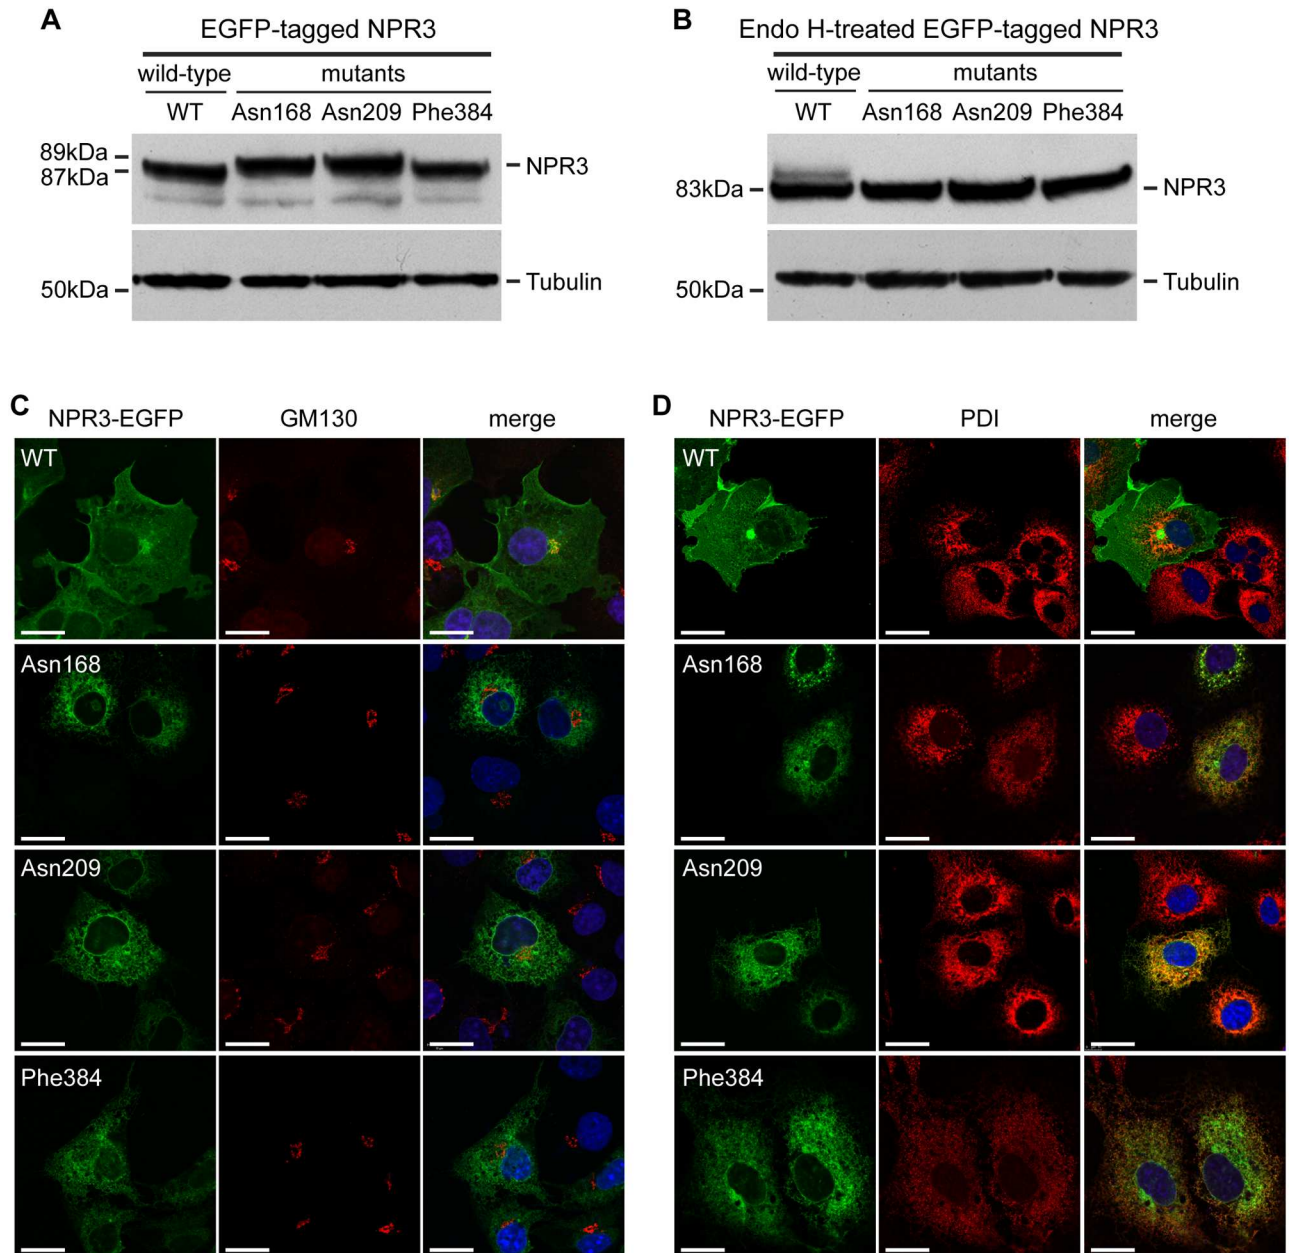 A
EGFP-tagged NPR3
wild-type mutants
WT Asn168 Asn209 Phe384
89kDa
87kDa
NPR3
50kDa
Tubulin
B
Endo H-treated EGFP-tagged NPR3
wild-type mutants
WT Asn168 Asn209 Phe384
83kDa
NPR3
50kDa
Tubulin
C
NPR3-EGFP GM130 merge
WT
Asn168
Asn209
Phe384
D
NPR3-EGFP PDI merge
WT
Asn168
Asn209
Phe384